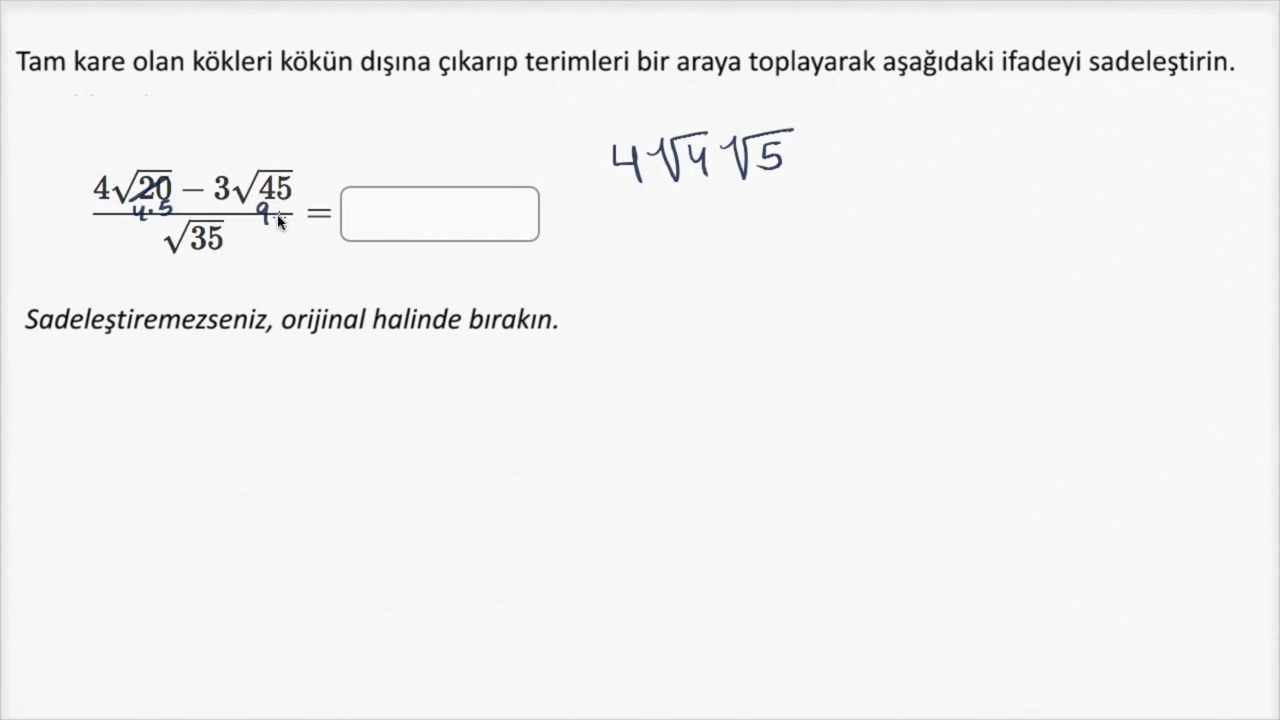 Tam kare olan kökleri kökün dışına çıkarıp terimleri bir araya toplayarak aşağıdaki ifadeyi sadeleştirin.
4√4 √5
4√20 − 3√45
4·5 9·
√35
=
Sadeleştiremezseniz, orijinal halinde bırakın.